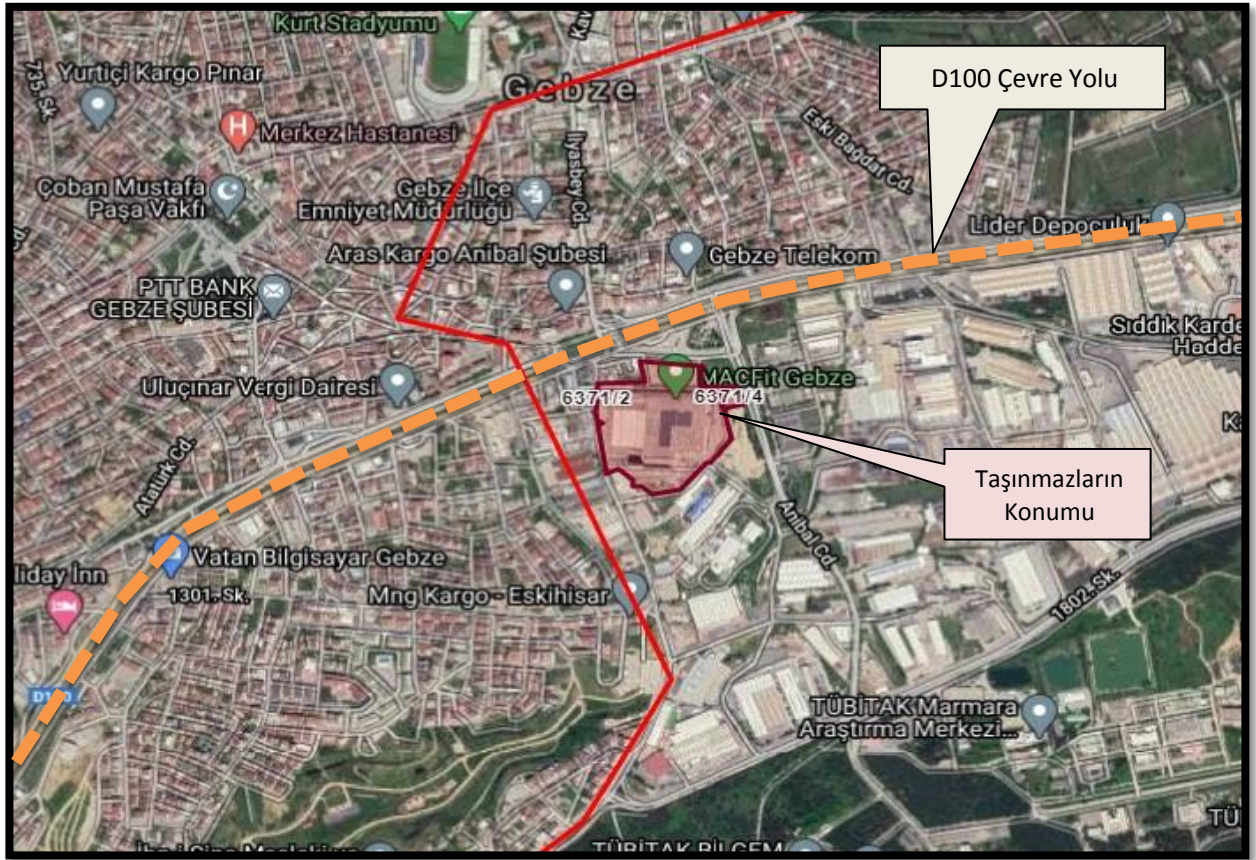 Kurt Stadyumu
735. Sk
Yurtiçi Kargo Pınar
Gebze
D100 Çevre Yolu
Merkez Hastanesi
İlyasbey Cd.
Eski Bagdat Cd.
Çoban Mustafa
Paşa Vakfı
Gebze İlçe
Emniyet Müdürlüğü
Lider Depoculuk
Aras Kargo Anibal Şubesi
Gebze Telekom
PTT BANK
GEBZE ŞUBESİ
Sıddık Karde
Hadde
Uluçınar Vergi Dairesi
MACFit Gebze
6371/2
6371/4
Atatürk Cd.
Taşınmazların
Konumu
Anibal Cd.
Vatan Bilgisayar Gebze
liday Inn
1301. Sk.
Mng Kargo - Eskihisar
1802. Sk.
TÜBİTAK Marmara
Araştırma Merkezi...
TÜBİTAK BİLGEM